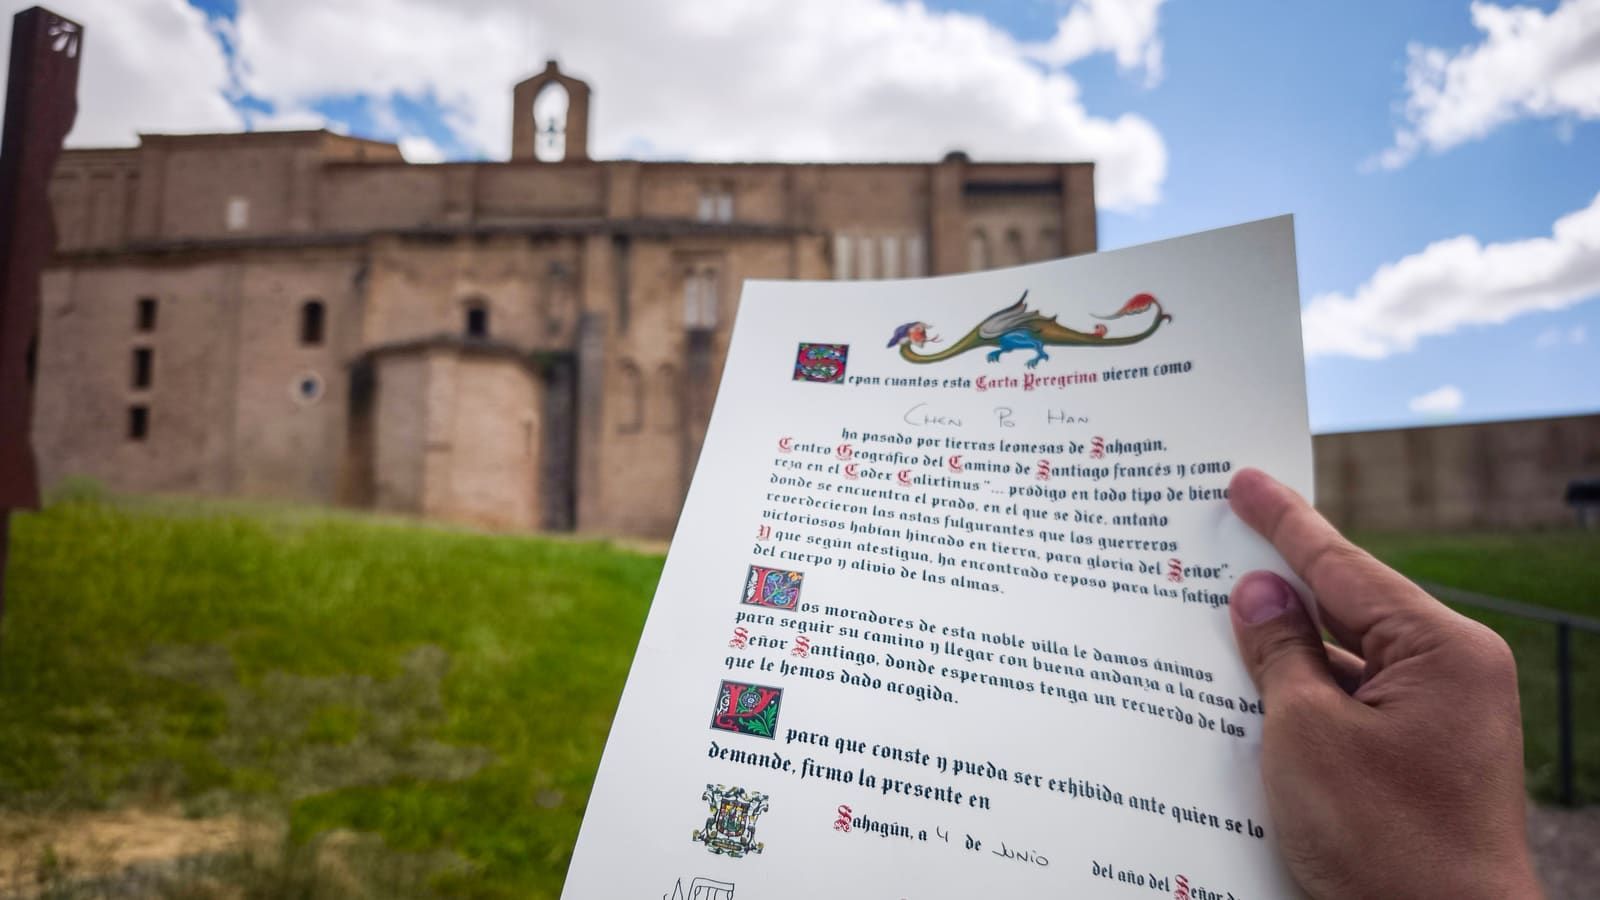 Sepan cuantos esta Carta Peregrina vieren como
CHEN PO HAN
ha pasado por tierras leonesas de Sahagún,
Centro Geográfico del Camino de Santiago francés y como
reza en el Codex Calixtinus "... pródigo en todo tipo de biene
donde se encuentra el prado, en el que se dice, antaño
reverdecieron las astas fulgurantes que los guerreros
victoriosos habían hincado en tierra, para gloria del Señor".
Y que según atestigua, ha encontrado reposo para las fatiga
del cuerpo y alivio de las almas.
Los moradores de esta noble villa le damos ánimos
para seguir su camino y llegar con buena andanza a la casa del
Señor Santiago, donde esperamos tenga un recuerdo de los
que le hemos dado acogida.
Y para que conste y pueda ser exhibida ante quien se lo
demande, firmo la presente en
Sahagún, a 4 de JUNIO del año del Señor